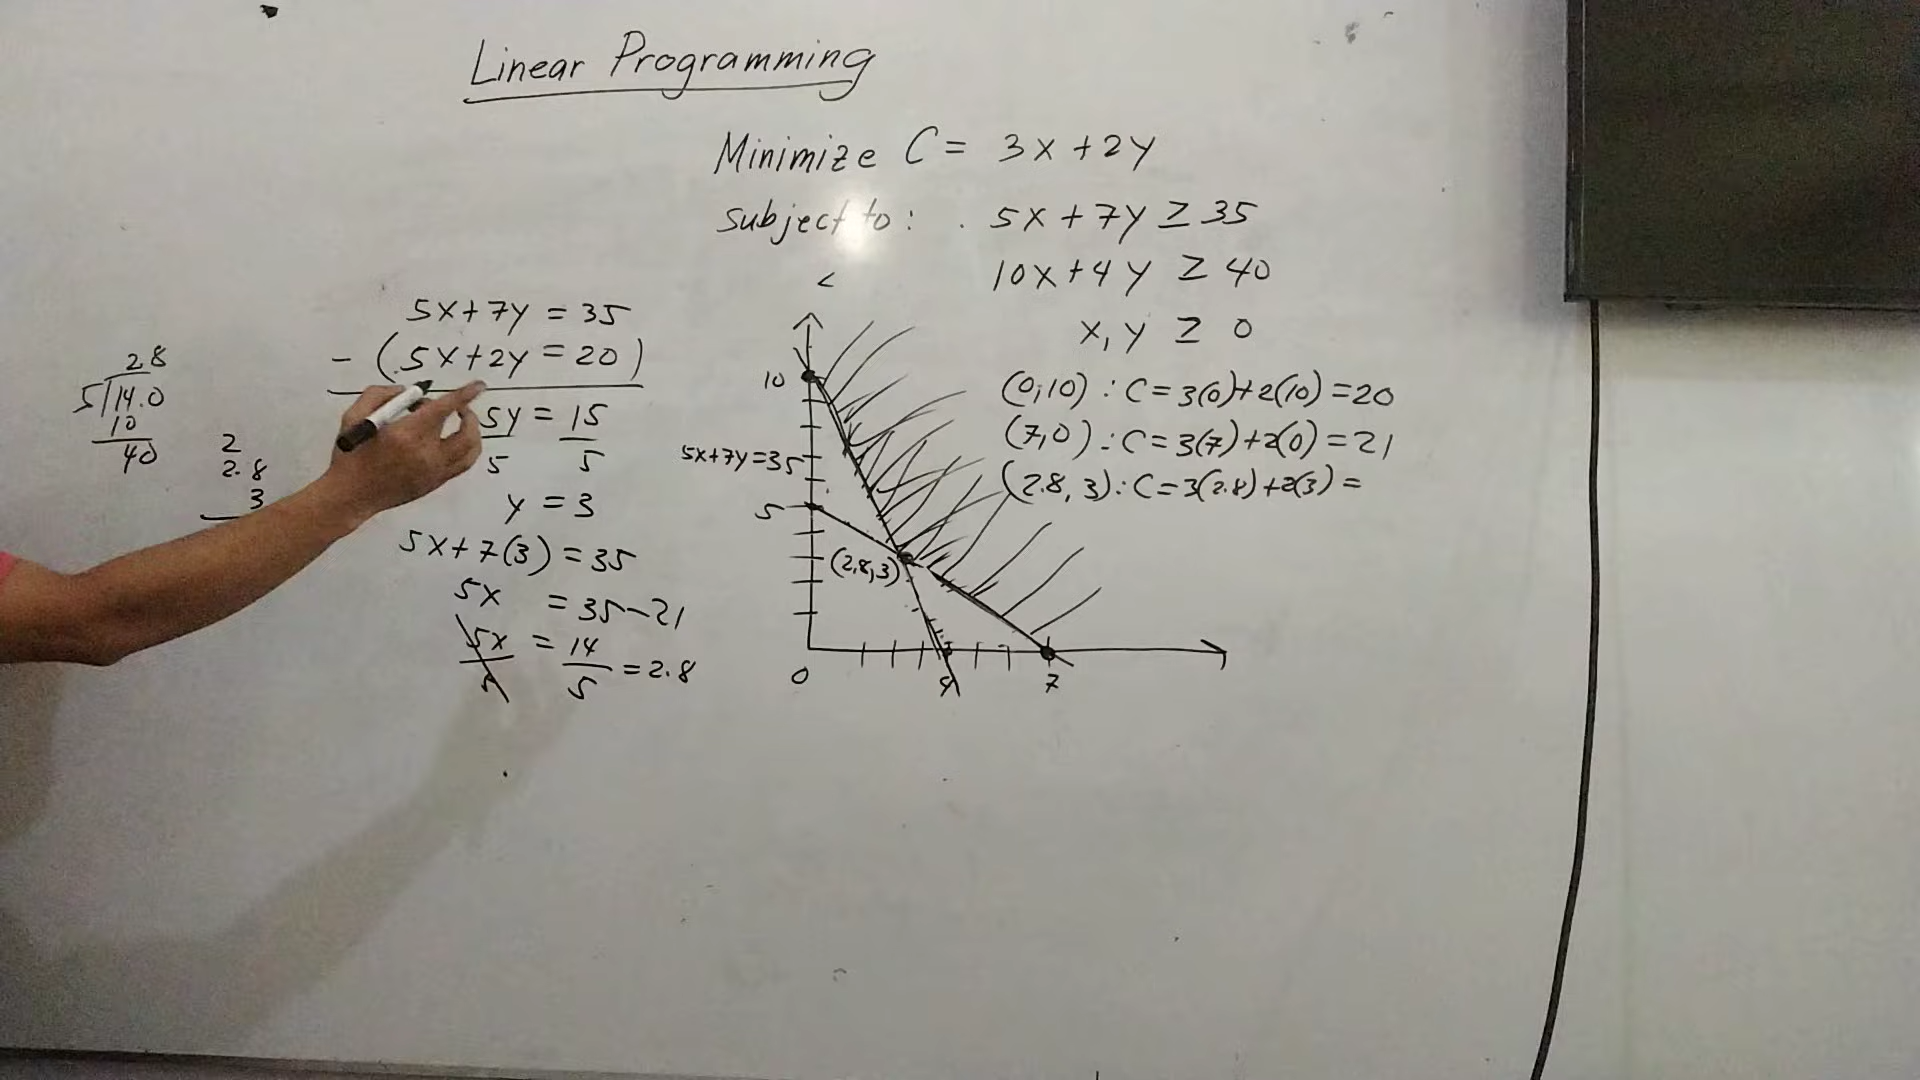 Linear Programming
Minimize C = 3x + 2y
subject to: 5x + 7y ≥ 35
10x + 4y ≥ 40
x, y ≥ 0
<
5x + 7y = 35
- (5x + 2y = 20)
5y = 15
5 5
y = 3
5x + 7(3) = 35
5x = 35 - 21
5x = 14
5 5 = 2.8
2 8
5 14.0
10
40
2
2.8
3
10
5x + 7y = 35
5
(2.8, 3)
0 4 7
(0, 10) : C = 3(0) + 2(10) = 20
(7, 0) : C = 3(7) + 2(0) = 21
(2.8, 3) : C = 3(2.8) + 2(3) =